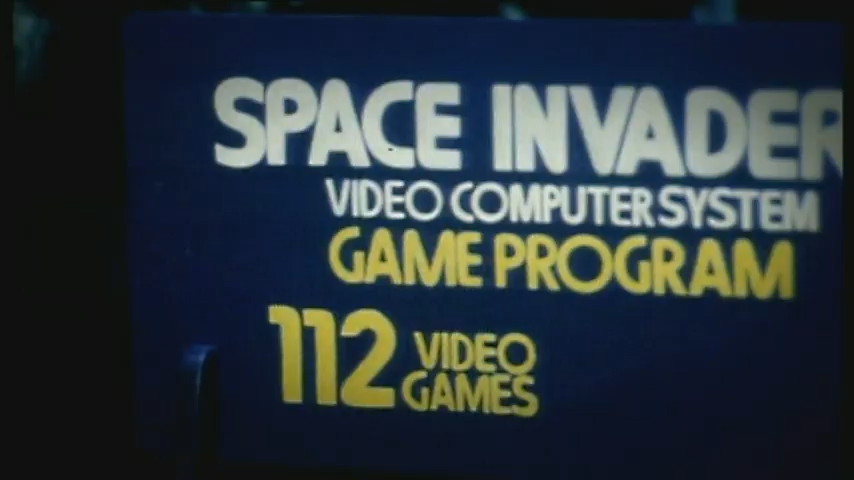 SPACE INVADER
VIDEO COMPUTER SYSTEM
GAME PROGRAM
112 VIDEO
GAMES